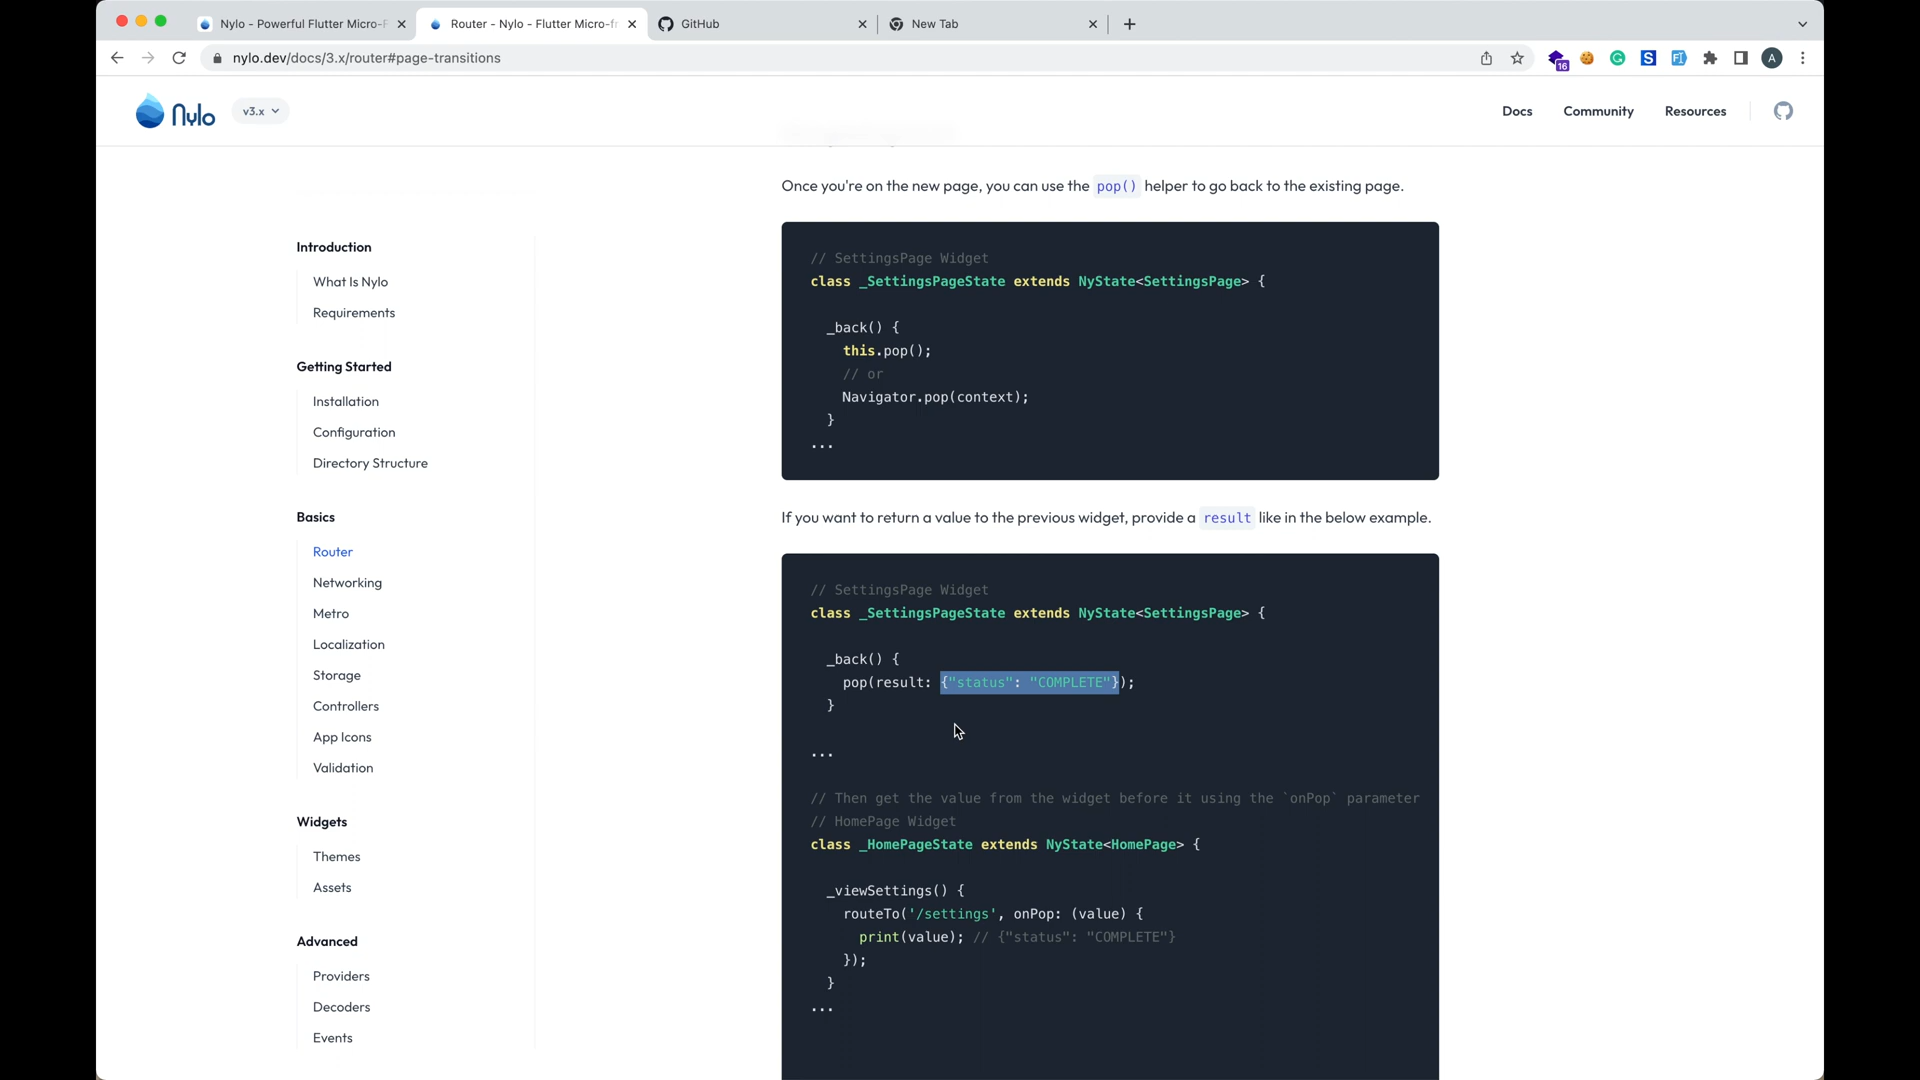 Nylo - Powerful Flutter Micro-F
Router - Nylo - Flutter Micro-fr
GitHub
New Tab
nylo.dev/docs/3.x/router#page-transitions
16
S
A
Nylo
v3.x
Docs
Community
Resources
Introduction
What Is Nylo
Requirements
Getting Started
Installation
Configuration
Directory Structure
Basics
Router
Networking
Metro
Localization
Storage
Controllers
App Icons
Validation
Widgets
Themes
Assets
Advanced
Providers
Decoders
Events
Once you're on the new page, you can use the pop() helper to go back to the existing page.
// SettingsPage Widget
class _SettingsPageState extends NyState<SettingsPage> {
_back() {
this.pop();
// or
Navigator.pop(context);
}
...
If you want to return a value to the previous widget, provide a result like in the below example.
// SettingsPage Widget
class _SettingsPageState extends NyState<SettingsPage> {
_back() {
pop(result: {"status": "COMPLETE"});
}
...
// Then get the value from the widget before it using the `onPop` parameter
// HomePage Widget
class _HomePageState extends NyState<HomePage> {
_viewSettings() {
routeTo('/settings', onPop: (value) {
print(value); // {"status": "COMPLETE"}
});
}
...